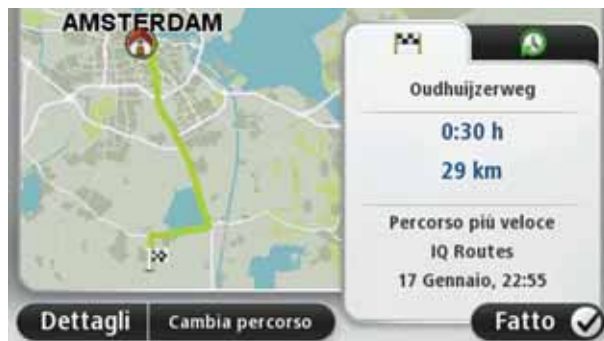 AMSTERDAM
Oudhuijzerweg
0:30 h
29 km
Percorso più veloce
IQ Routes
17 Gennaio, 22:55
Dettagli
Cambia percorso
Fatto